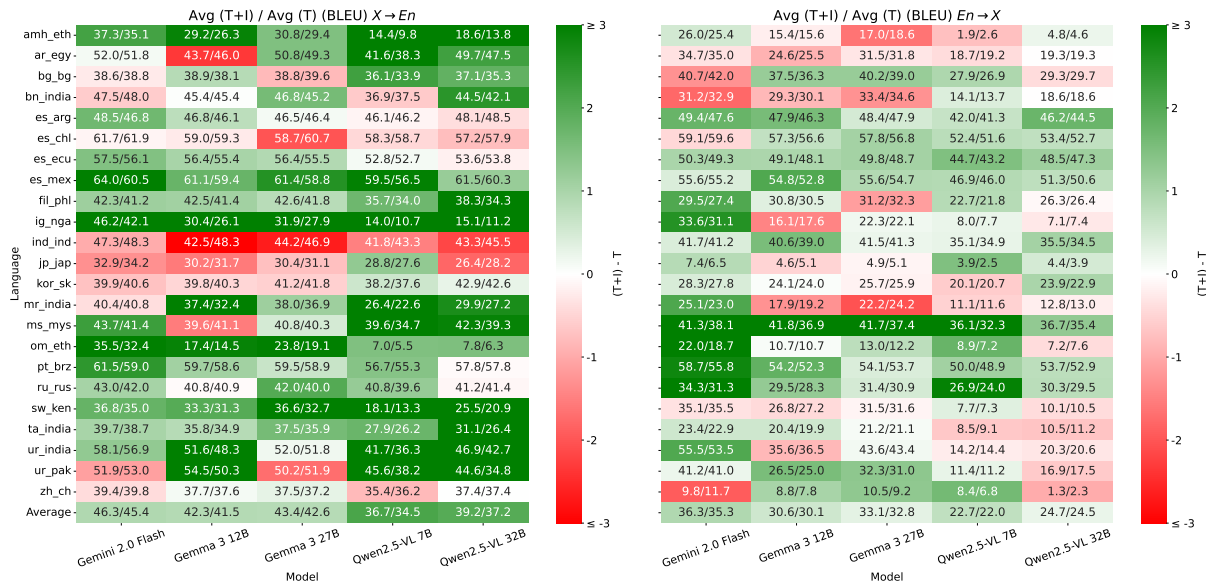 Avg (T+I) / Avg (T) (BLEU) X → En
amh_eth 37.3/35.1 29.2/26.3 30.8/29.4 14.4/9.8 18.6/13.8
ar_egy 52.0/51.8 43.7/46.0 50.8/49.3 41.6/38.3 49.7/47.5
bg_bg 38.6/38.8 38.9/38.1 38.8/39.6 36.1/33.9 37.1/35.3
bn_india 47.5/48.0 45.4/45.4 46.8/45.2 36.9/37.5 44.5/42.1
es_arg 48.5/46.8 46.8/46.1 46.5/45.4 46.1/46.2 48.1/48.5
es_chl 61.7/61.9 59.0/59.3 58.7/60.7 58.3/58.7 57.2/57.9
es_ecu 57.5/56.1 56.4/55.4 56.4/55.5 52.8/52.7 53.6/53.8
es_mex 64.0/60.5 61.1/59.4 61.4/58.8 59.5/56.5 61.5/60.3
fil_phl 42.3/41.2 42.5/41.4 42.6/41.8 35.7/34.0 38.3/34.3
ig_nga 46.2/42.1 30.4/26.1 31.9/27.9 14.0/10.7 15.1/11.2
ind_ind 47.3/48.3 42.5/48.3 44.2/46.9 41.8/43.3 43.3/45.5
jp_jap 32.9/34.2 30.2/31.7 30.4/31.1 28.8/27.6 26.4/28.2
kor_sk 39.9/40.6 39.8/40.3 41.2/41.8 38.2/37.6 42.9/42.6
mr_india 40.4/40.8 37.4/32.4 38.0/36.9 26.4/22.6 29.9/27.2
ms_mys 43.7/41.4 39.6/41.1 40.8/40.3 39.6/34.7 42.3/39.3
om_eth 35.5/32.4 17.4/14.5 23.8/19.1 7.0/5.5 7.8/6.3
pt_brz 61.5/59.0 59.7/58.6 59.5/58.9 56.7/55.3 57.8/57.8
ru_rus 43.0/42.0 40.8/40.9 42.0/40.0 40.8/39.6 41.2/41.4
sw_ken 36.8/35.0 33.3/31.3 36.6/32.7 18.1/13.3 25.5/20.9
ta_india 39.7/38.7 35.8/34.9 37.5/35.9 27.9/26.2 31.1/26.4
ur_india 58.1/56.9 51.6/48.3 52.0/51.8 41.7/36.3 46.9/42.7
ur_pak 51.9/53.0 54.5/50.3 50.2/51.9 45.6/38.2 44.6/34.8
zh_ch 39.4/39.8 37.7/37.6 37.5/37.2 35.4/36.2 37.4/37.4
Average 46.3/45.4 42.3/41.5 43.4/42.6 36.7/34.5 39.2/37.2
Language
Gemini 2.0 Flash Gemma 3 12B Gemma 3 27B Qwen2.5-VL 7B Qwen2.5-VL 32B
Model
≥ 3
2
1
0
-1
-2
≤ -3
(T+I) - T
Avg (T+I) / Avg (T) (BLEU) En → X
26.0/25.4 15.4/15.6 17.0/18.6 1.9/2.6 4.8/4.6
34.7/35.0 24.6/25.5 31.5/31.8 18.7/19.2 19.3/19.3
40.7/42.0 37.5/36.3 40.2/39.0 27.9/26.9 29.3/29.7
31.2/32.9 29.3/30.1 33.4/34.6 14.1/13.7 18.6/18.6
49.4/47.6 47.9/46.3 48.4/47.9 42.0/41.3 46.2/44.5
59.1/59.6 57.3/56.6 57.8/56.8 52.4/51.6 53.4/52.7
50.3/49.3 49.1/48.1 49.8/48.7 44.7/43.2 48.5/47.3
55.6/55.2 54.8/52.8 55.6/54.7 46.9/46.0 51.3/50.6
29.5/27.4 30.8/30.5 31.2/32.3 22.7/21.8 26.3/26.4
33.6/31.1 16.1/17.6 22.3/22.1 8.0/7.7 7.1/7.4
41.7/41.2 40.6/39.0 41.5/41.3 35.1/34.9 35.5/34.5
7.4/6.5 4.6/5.1 4.9/5.1 3.9/2.5 4.4/3.9
28.3/27.8 24.1/24.0 25.7/25.9 20.1/20.7 23.9/22.9
25.1/23.0 17.9/19.2 22.2/24.2 11.1/11.6 12.8/13.0
41.3/38.1 41.8/36.9 41.7/37.4 36.1/32.3 36.7/35.4
22.0/18.7 10.7/10.7 13.0/12.2 8.9/7.2 7.2/7.6
58.7/55.8 54.2/52.3 54.1/53.7 50.0/48.9 53.7/52.9
34.3/31.3 29.5/28.3 31.4/30.9 26.9/24.0 30.3/29.5
35.1/35.5 26.8/27.2 31.5/31.6 7.7/7.3 10.1/10.5
23.4/22.9 20.4/19.9 21.2/21.1 8.5/9.1 10.5/11.2
55.5/53.5 35.6/36.5 43.6/43.4 14.2/14.4 20.3/20.6
41.2/41.0 26.5/25.0 32.3/31.0 11.4/11.2 16.9/17.5
9.8/11.7 8.8/7.8 10.5/9.2 8.4/6.8 1.3/2.3
36.3/35.3 30.6/30.1 33.1/32.8 22.7/22.0 24.7/24.5
Gemini 2.0 Flash Gemma 3 12B Gemma 3 27B Qwen2.5-VL 7B Qwen2.5-VL 32B
Model
≥ 3
2
1
0
-1
-2
≤ -3
(T+I) - T